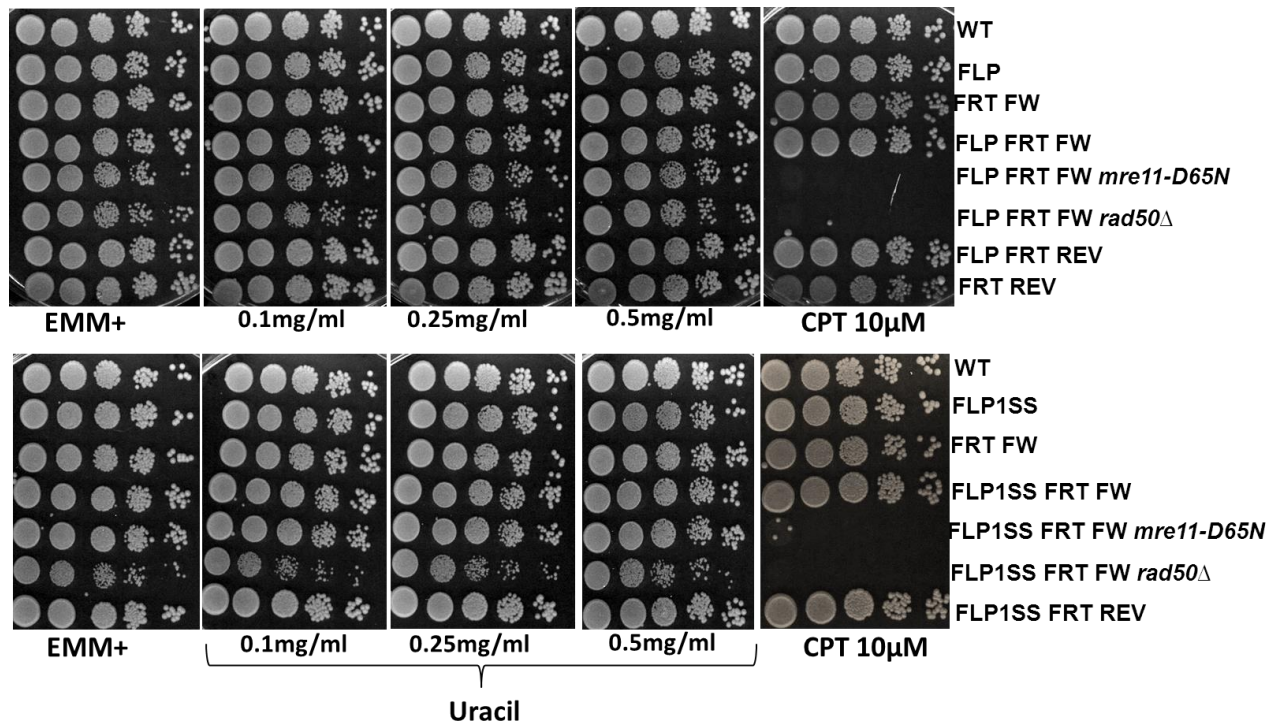 WT
FLP
FRT FW
FLP FRT FW
FLP FRT FW mre11-D65N
FLP FRT FW rad50∆
FLP FRT REV
FRT REV
EMM+ 0.1mg/ml 0.25mg/ml 0.5mg/ml CPT 10µM
WT
FLP1SS
FRT FW
FLP1SS FRT FW
FLP1SS FRT FW mre11-D65N
FLP1SS FRT FW rad50∆
FLP1SS FRT REV
EMM+ 0.1mg/ml 0.25mg/ml 0.5mg/ml CPT 10µM
Uracil